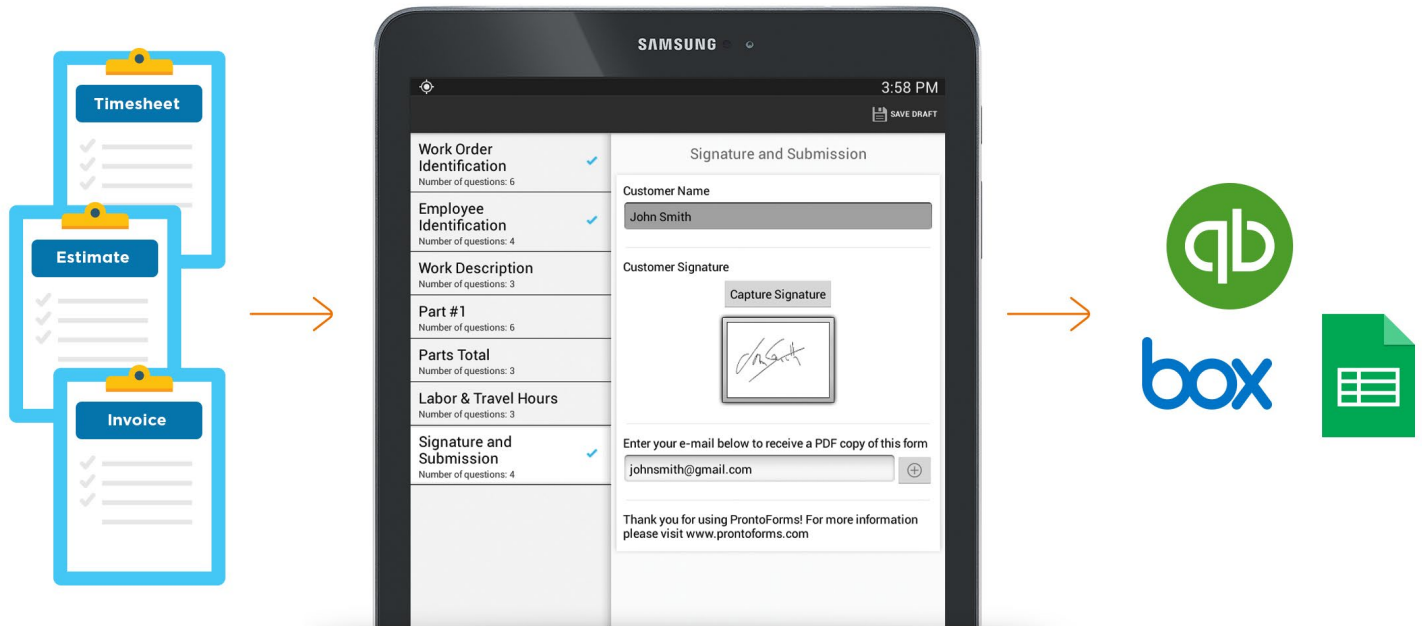 Timesheet
Estimate
Invoice
SAMSUNG
3:58 PM
SAVE DRAFT
Work Order
Identification
Number of questions: 6
Employee
Identification
Number of questions: 4
Work Description
Number of questions: 3
Part #1
Number of questions: 6
Parts Total
Number of questions: 3
Labor & Travel Hours
Number of questions: 3
Signature and
Submission
Number of questions: 4
Signature and Submission
Customer Name
John Smith
Customer Signature
Capture Signature
Enter your e-mail below to receive a PDF copy of this form
johnsmith@gmail.com
Thank you for using ProntoForms! For more information
please visit www.prontoforms.com
qb
box